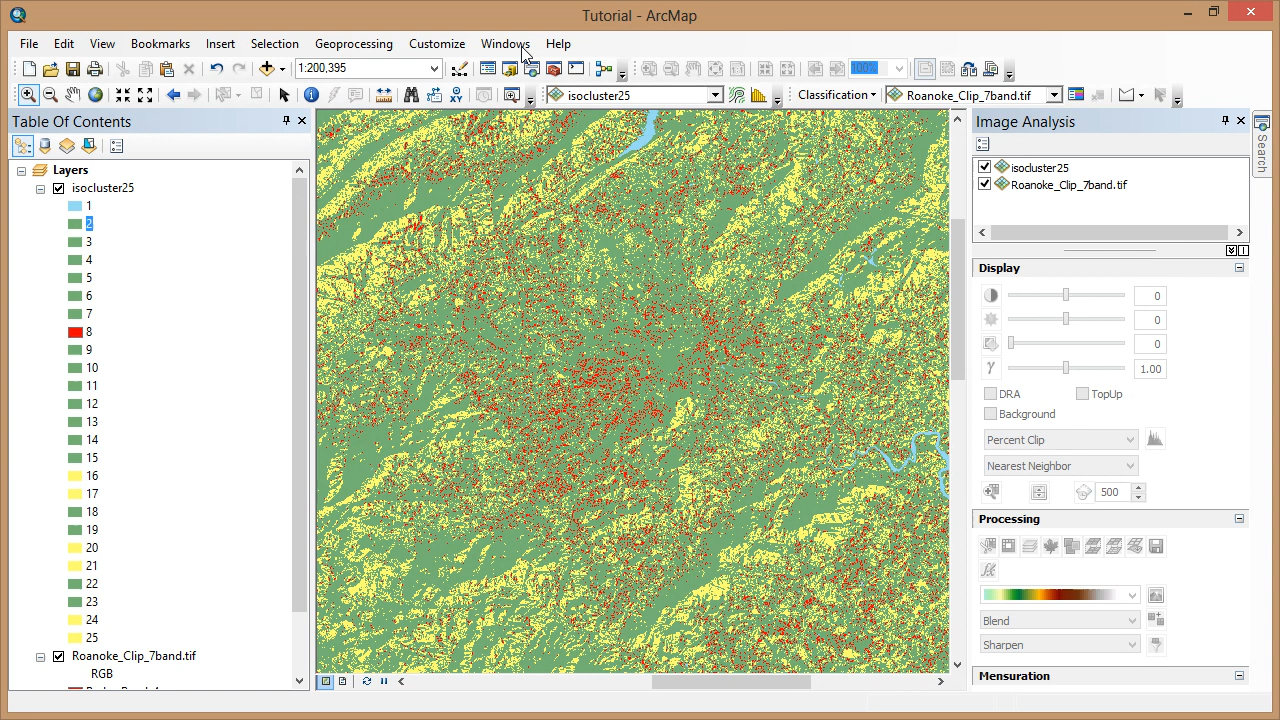 Tutorial - ArcMap
File Edit View Bookmarks Insert Selection Geoprocessing Customize Windows Help
1:200,395
100%
isocluster25
Classification
Roanoke_Clip_7band.tif
Table Of Contents
Layers
isocluster25
1
2
3
4
5
6
7
8
9
10
11
12
13
14
15
16
17
18
19
20
21
22
23
24
25
Roanoke_Clip_7band.tif
RGB
Image Analysis
isocluster25
Roanoke_Clip_7band.tif
Display
0
0
0
γ 1.00
DRA TopUp
Background
Percent Clip
Nearest Neighbor
500
Processing
Blend
Sharpen
Mensuration
Search